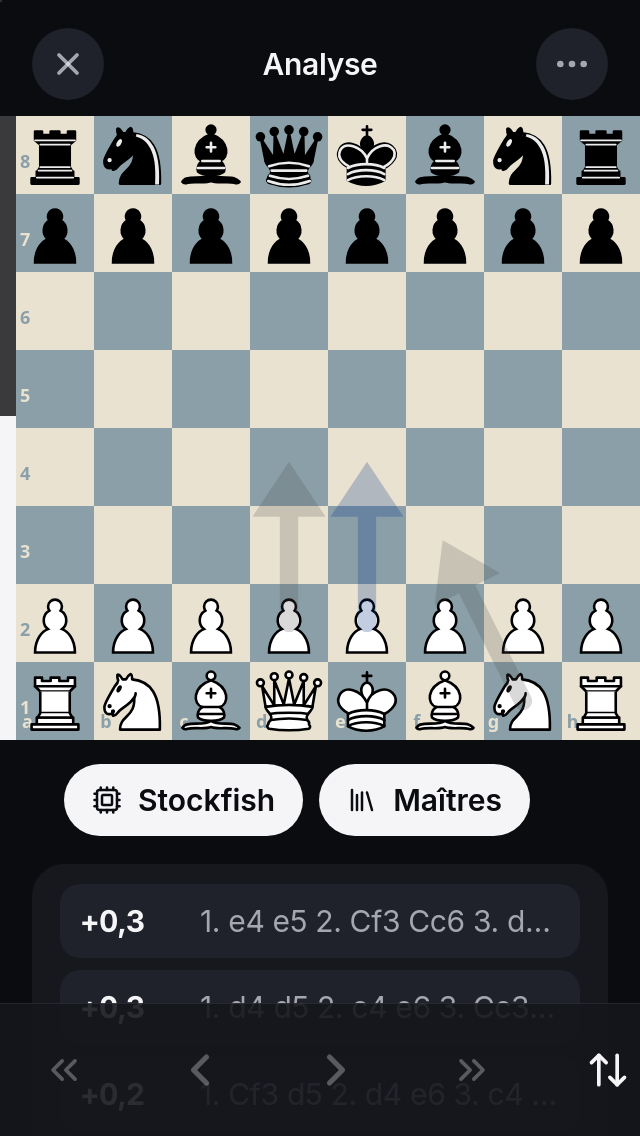 Analyse
8
7
6
5
4
3
2
1
a b c d e f g h
Stockfish Maîtres
+0,3 1. e4 e5 2. Cf3 Cc6 3. d...
+0,3 1. d4 d5 2. c4 e6 3. Cc3...
+0,2 1. Cf3 d5 2. d4 e6 3. c4 ...